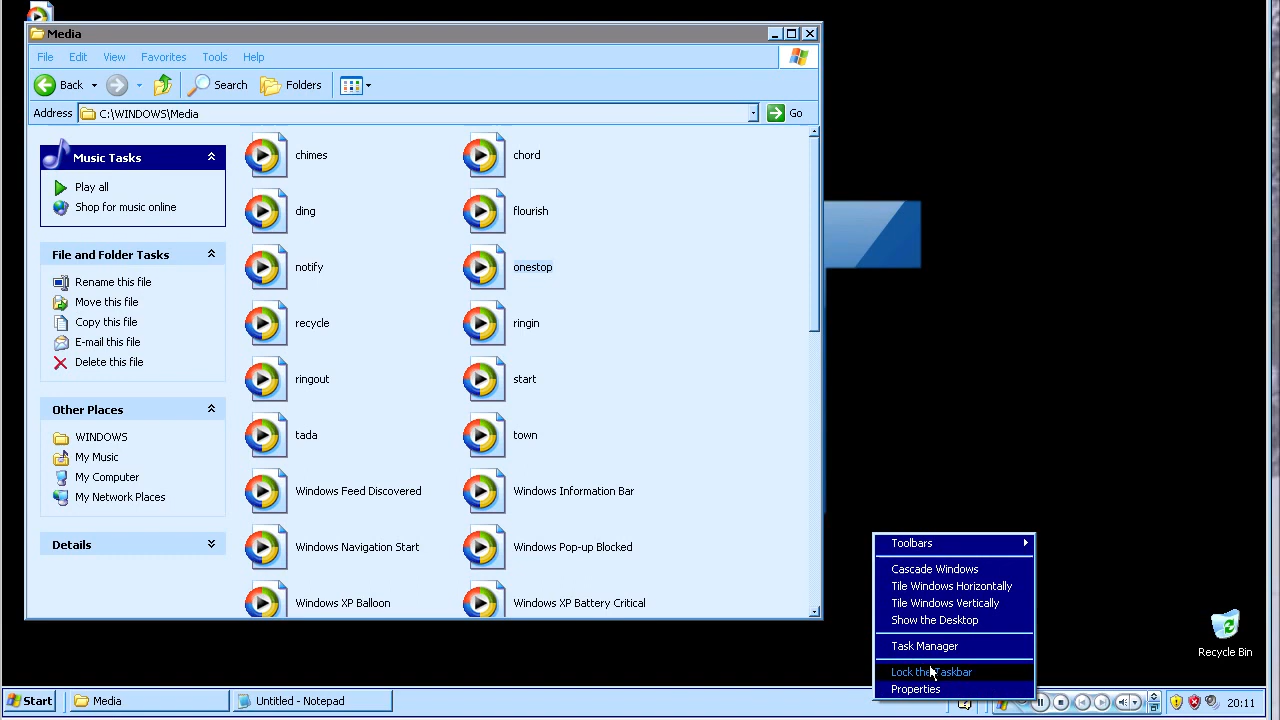 Media
File Edit View Favorites Tools Help
Back Search Folders
Address C:\WINDOWS\Media Go
Music Tasks
Play all
Shop for music online
File and Folder Tasks
Rename this file
Move this file
Copy this file
E-mail this file
Delete this file
Other Places
WINDOWS
My Music
My Computer
My Network Places
Details
chimes chord
ding flourish
notify onestop
recycle ringin
ringout start
tada town
Windows Feed Discovered Windows Information Bar
Windows Navigation Start Windows Pop-up Blocked
Windows XP Balloon Windows XP Battery Critical
Toolbars
Cascade Windows
Tile Windows Horizontally
Tile Windows Vertically
Show the Desktop
Task Manager
Lock the Taskbar
Properties
Recycle Bin
Start Media Untitled - Notepad 20:11